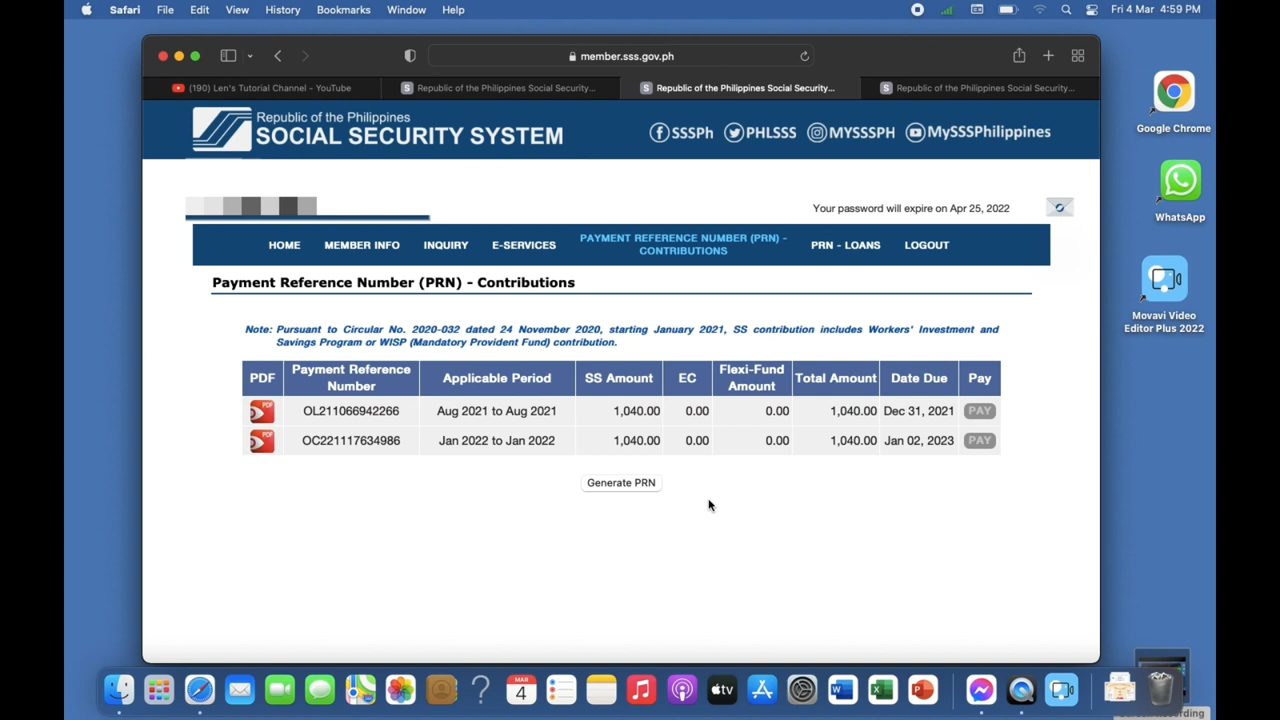 Safari File Edit View History Bookmarks Window Help Fri 4 Mar 4:59 PM
member.sss.gov.ph
(190) Len's Tutorial Channel - YouTube
Republic of the Philippines Social Security...
Republic of the Philippines Social Security...
Republic of the Philippines Social Security...
Republic of the Philippines
SOCIAL SECURITY SYSTEM
SSSPh PHLSSS MYSSSPH MySSSPhilippines
Your password will expire on Apr 25, 2022
HOME MEMBER INFO INQUIRY E-SERVICES PAYMENT REFERENCE NUMBER (PRN) -
CONTRIBUTIONS PRN - LOANS LOGOUT
Payment Reference Number (PRN) - Contributions
Note: Pursuant to Circular No. 2020-032 dated 24 November 2020, starting January 2021, SS contribution includes Workers' Investment and
Savings Program or WISP (Mandatory Provident Fund) contribution.
PDF Payment Reference Number Applicable Period SS Amount EC Flexi-Fund Amount Total Amount Date Due Pay
PDF OL211066942266 Aug 2021 to Aug 2021 1,040.00 0.00 0.00 1,040.00 Dec 31, 2021 PAY
PDF OC221117634986 Jan 2022 to Jan 2022 1,040.00 0.00 0.00 1,040.00 Jan 02, 2023 PAY
Generate PRN
Google Chrome
WhatsApp
Movavi Video
Editor Plus 2022
MAR
4
tv